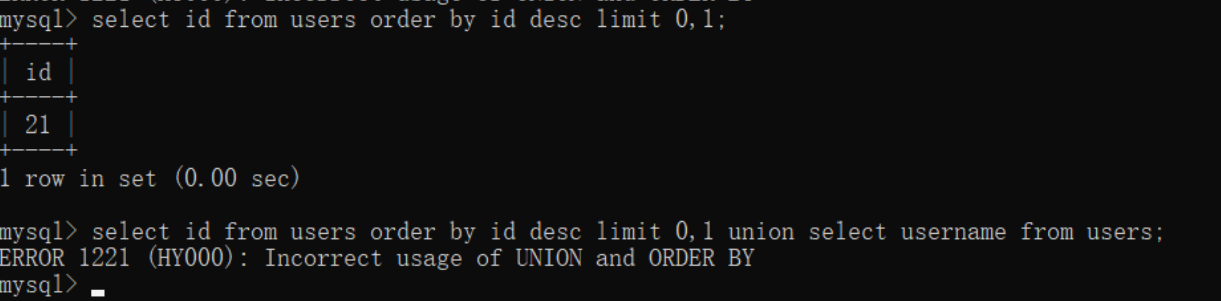 mysql> select id from users order by id desc limit 0,1;
+----+
| id |
+----+
| 21 |
+----+
1 row in set (0.00 sec)
mysql> select id from users order by id desc limit 0,1 union select username from users;
ERROR 1221 (HY000): Incorrect usage of UNION and ORDER BY
mysql>